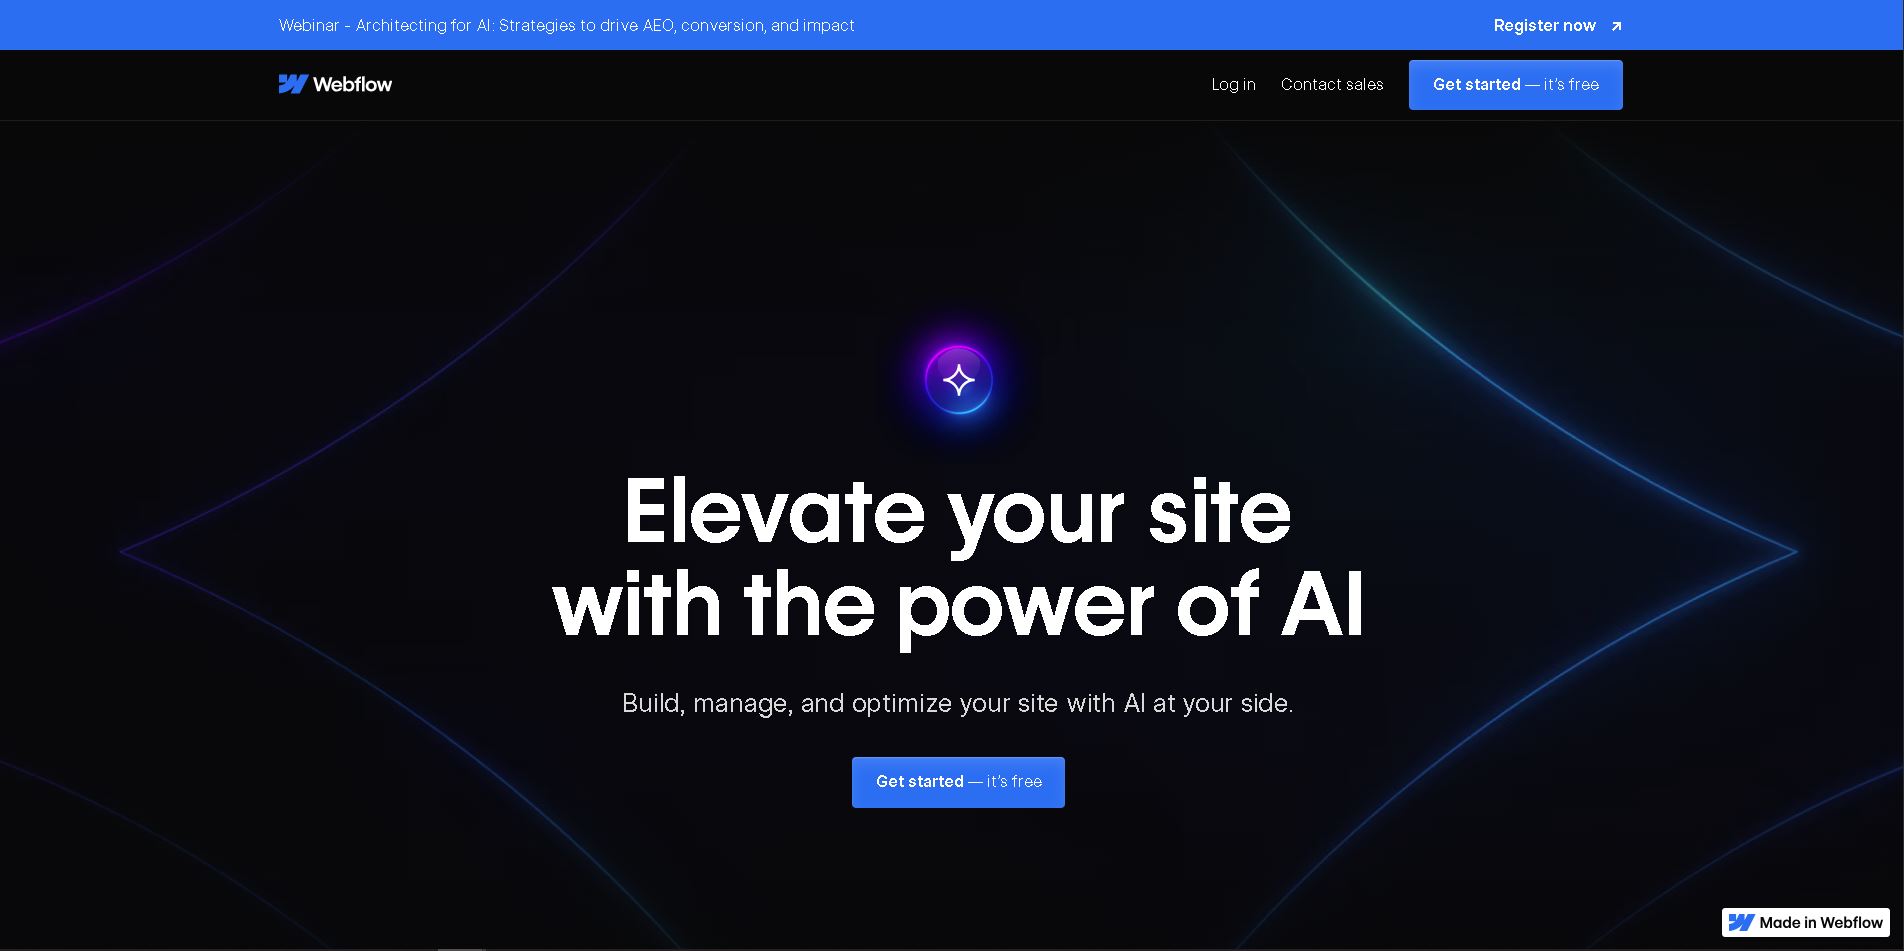 Webinar - Architecting for AI: Strategies to drive AEO, conversion, and impact
Register now
Webflow
Log in
Contact sales
Get started — it's free
Elevate your site
with the power of AI
Build, manage, and optimize your site with AI at your side.
Get started — it's free
Made in Webflow